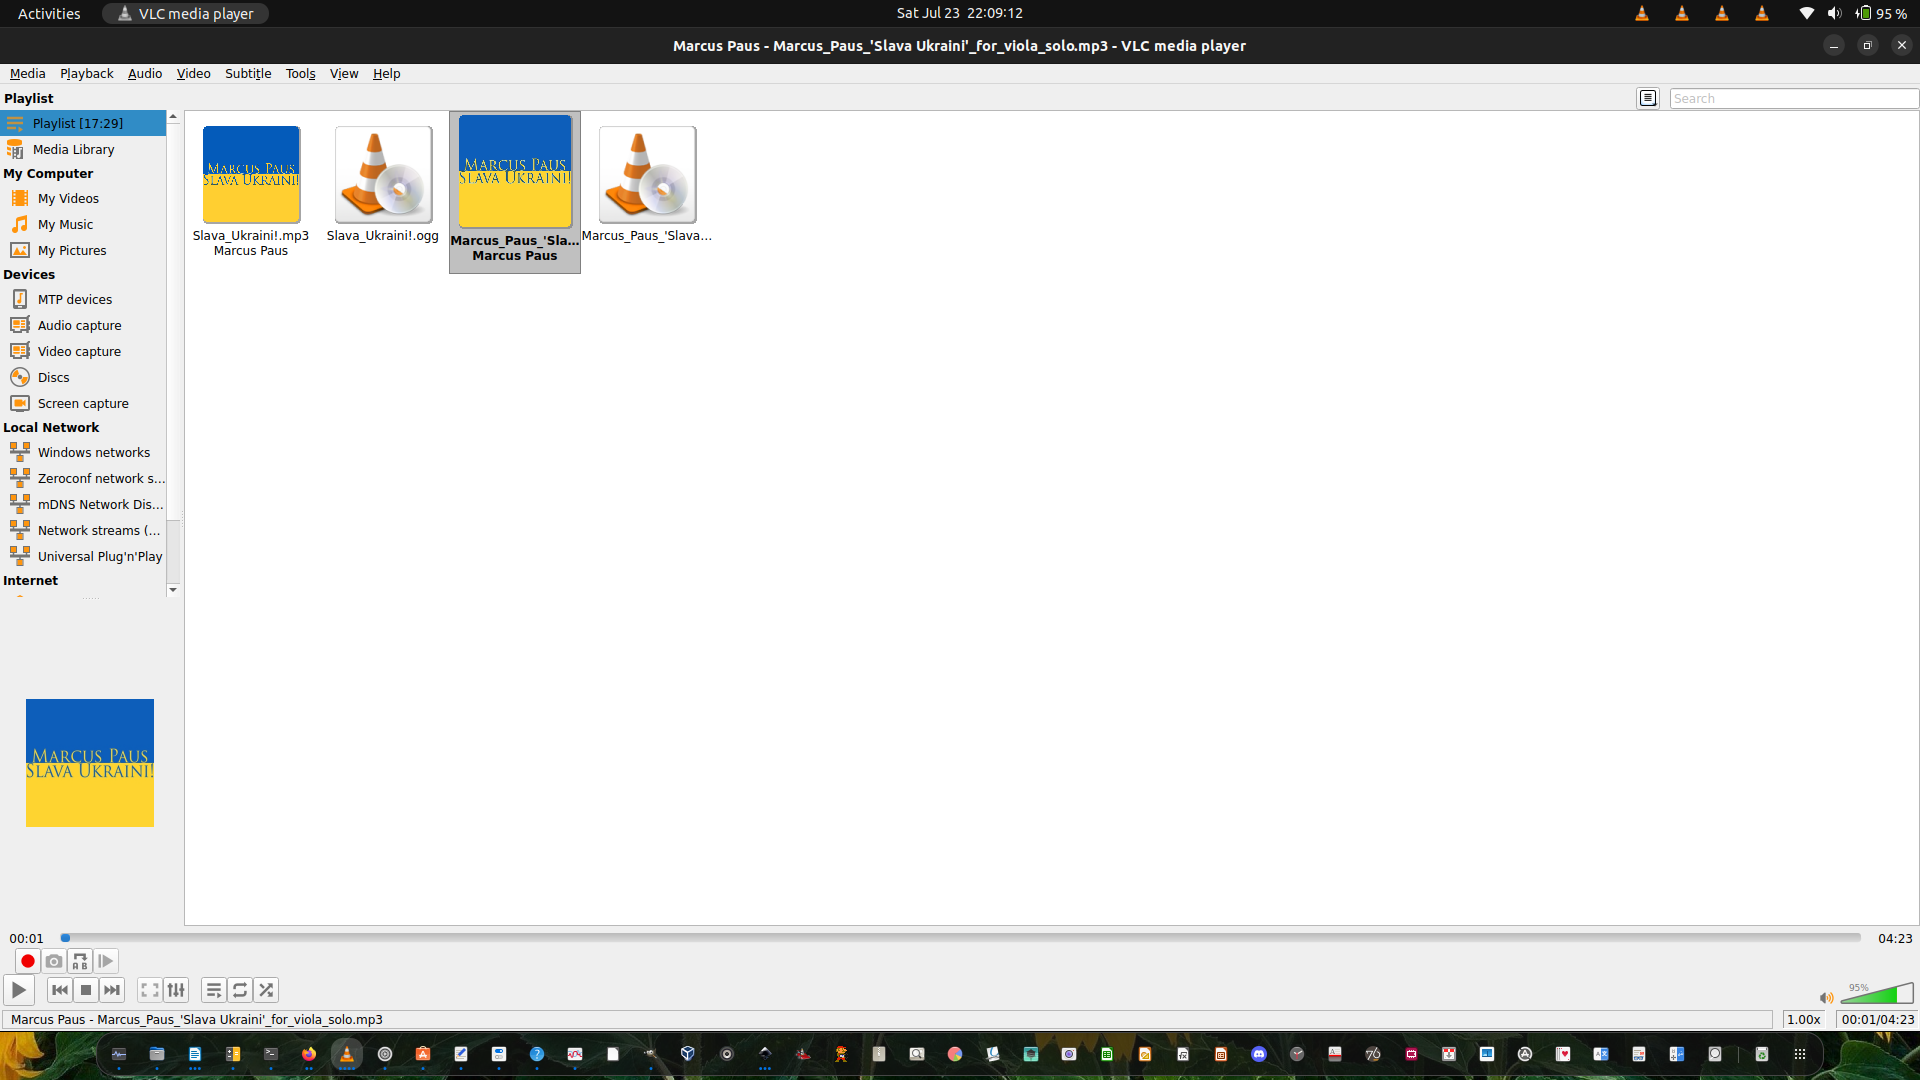 Activities
VLC media player
Sat Jul 23 22:09:12
95 %
Marcus Paus - Marcus_Paus_'Slava Ukraini'_for_viola_solo.mp3 - VLC media player
Media Playback Audio Video Subtitle Tools View Help
Playlist
Search
Playlist [17:29]
Media Library
My Computer
My Videos
My Music
My Pictures
Devices
MTP devices
Audio capture
Video capture
Discs
Screen capture
Local Network
Windows networks
Zeroconf network s...
mDNS Network Dis...
Network streams (...
Universal Plug'n'Play
Internet
MARCUS PAUS
SLAVA UKRAINI!
Slava_Ukraini!.mp3
Marcus Paus
Slava_Ukraini!.ogg
MARCUS PAUS
SLAVA UKRAINI!
Marcus_Paus_'Sla...
Marcus Paus
Marcus_Paus_'Slava...
MARCUS PAUS
SLAVA UKRAINI!
00:01
04:23
A B
95%
Marcus Paus - Marcus_Paus_'Slava Ukraini'_for_viola_solo.mp3
1.00x
00:01/04:23